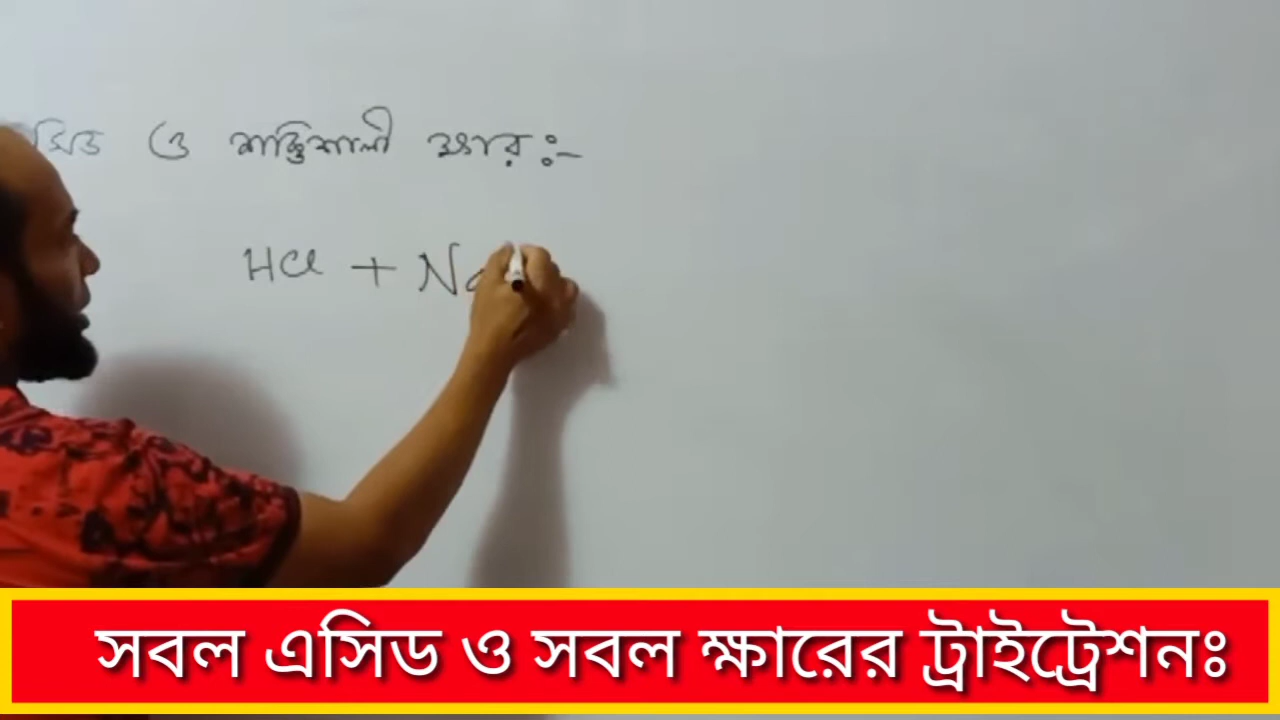 ও শক্তিশালী ক্ষার:-
HCl + Na
সবল এসিড ও সবল ক্ষারের ট্রাইট্রেশনঃ